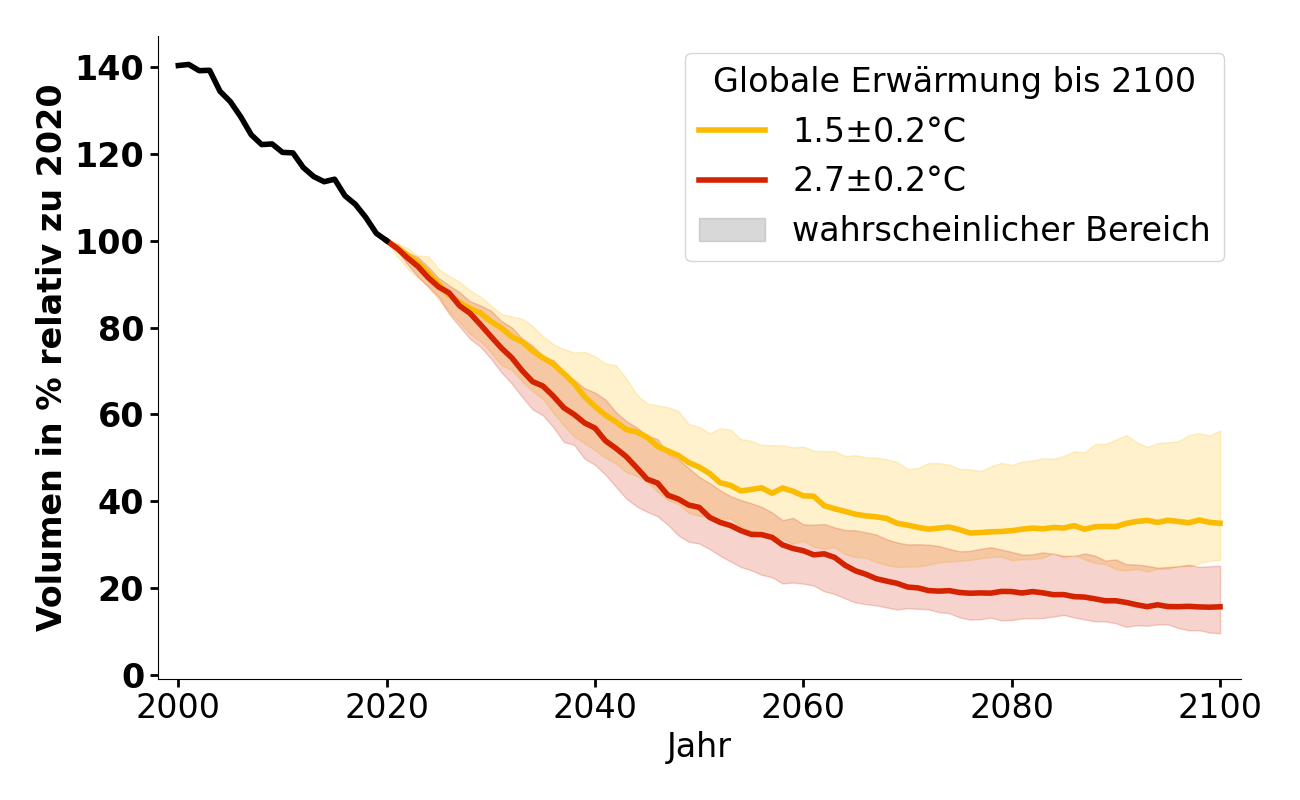 Volumen in % relativ zu 2020
140
120
100
80
60
40
20
0
Globale Erwärmung bis 2100
1.5±0.2°C
2.7±0.2°C
wahrscheinlicher Bereich
2000 2020 2040 2060 2080 2100
Jahr